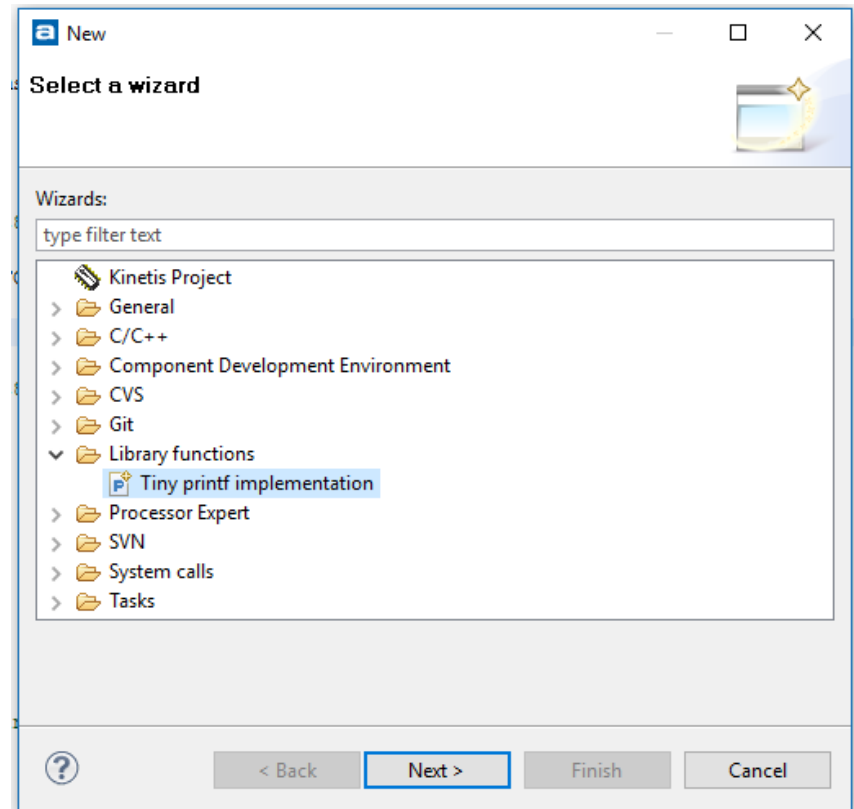 a New
Select a wizard
Wizards:
type filter text
Kinetis Project
General
C/C++
Component Development Environment
CVS
Git
Library functions
P Tiny printf implementation
Processor Expert
SVN
System calls
Tasks
? < Back Next > Finish Cancel